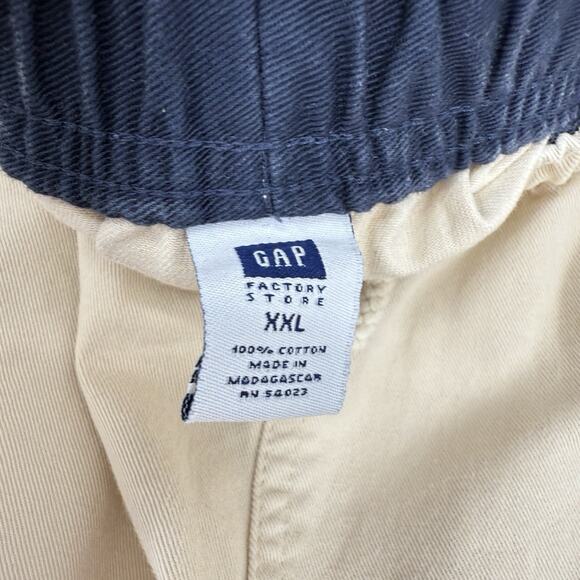 GAP
FACTORY
STORE
XXL
100% COTTON
MADE IN
MADAGASCAR
RN 54023